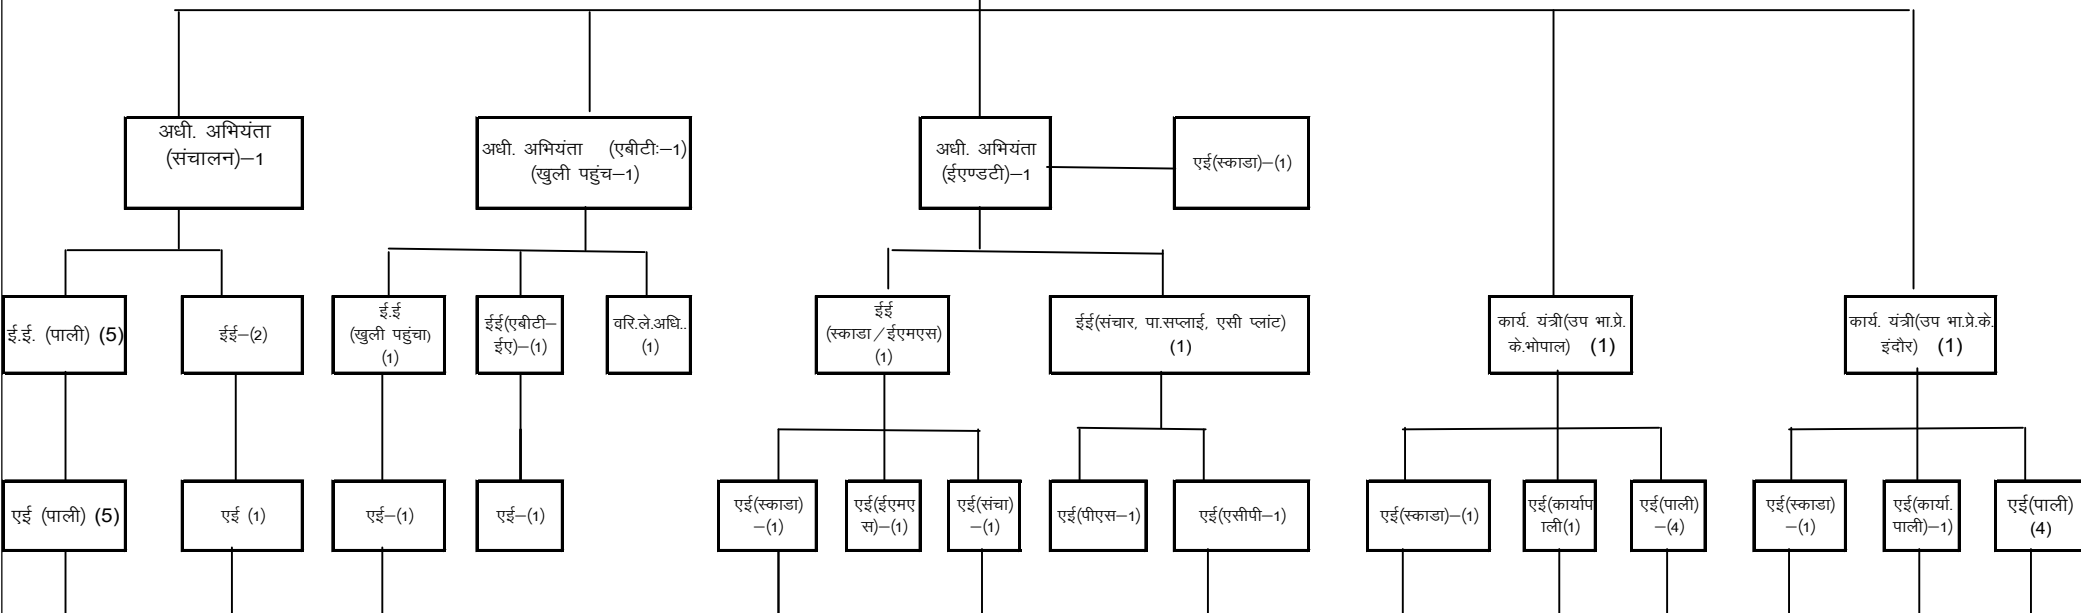 अधी. अभियंता
(संचालन)–1
अधी. अभियंता (एबीटीः–1)
(खुली पहुंच–1)
अधी. अभियंता
(ईएण्डटी)–1
एई(स्काडा)–(1)
ई.ई. (पाली) (5)
ईई–(2)
ई.ई
(खुली पहुंचा)
(1)
ईई(एबीटी–
ईए)–(1)
वरि.ले.अधि..
(1)
ईई
(स्काडा/ईएमएस)
(1)
ईई(संचार, पा.सप्लाई, एसी प्लांट)
(1)
कार्य. यंत्री(उप भा.प्रे.
के.भोपाल) (1)
कार्य. यंत्री(उप भा.प्रे.के.
इंदौर) (1)
एई (पाली) (5)
एई (1)
एई–(1)
एई–(1)
एई(स्काडा)
–(1)
एई(ईएमए
स)–(1)
एई(संचा)
–(1)
एई(पीएस–1)
एई(एसीपी–1)
एई(स्काडा)–(1)
एई(कार्याप
ाली(1)
एई(पाली)
–(4)
एई(स्काडा)
–(1)
एई(कार्या.
पाली)–1)
एई(पाली)
(4)